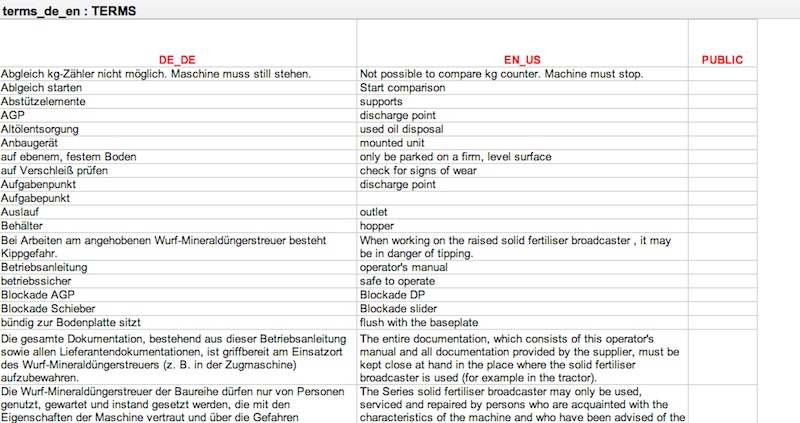 terms_de_en : TERMS
DE_DE EN_US PUBLIC
Abgleich kg-Zähler nicht möglich. Maschine muss still stehen. Not possible to compare kg counter. Machine must stop.
Ablgeich starten Start comparison
Abstützelemente supports
AGP discharge point
Altölentsorgung used oil disposal
Anbaugerät mounted unit
auf ebenem, festem Boden only be parked on a firm, level surface
auf Verschleiß prüfen check for signs of wear
Aufgabenpunkt discharge point
Aufgabepunkt
Auslauf outlet
Behälter hopper
Bei Arbeiten am angehobenen Wurf-Mineraldüngerstreuer besteht When working on the raised solid fertiliser broadcaster , it may
Kippgefahr. be in danger of tipping.
Betriebsanleitung operator's manual
betriebssicher safe to operate
Blockade AGP Blockade DP
Blockade Schieber Blockade slider
bündig zur Bodenplatte sitzt flush with the baseplate
Die gesamte Dokumentation, bestehend aus dieser Betriebsanleitung The entire documentation, which consists of this operator's
sowie allen Lieferantendokumentationen, ist griffbereit am Einsatzort manual and all documentation provided by the supplier, must be
des Wurf-Mineraldüngerstreuers (z. B. in der Zugmaschine) kept close at hand in the place where the solid fertiliser
aufzubewahren. broadcaster is used (for example in the tractor).
Die Wurf-Mineraldüngerstreuer der Baureihe dürfen nur von Personen The Series solid fertiliser broadcaster may only be used,
genutzt, gewartet und instand gesetzt werden, die mit den serviced and repaired by persons who are acquainted with the
Eigenschaften der Maschine vertraut und über die Gefahren characteristics of the machine and who have been advised of the